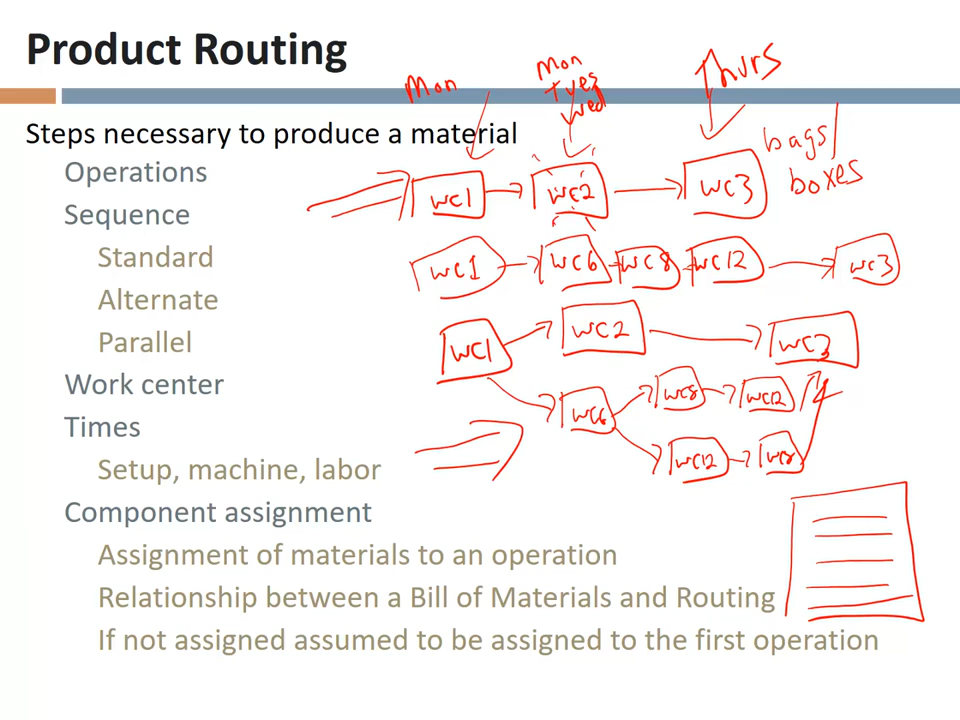 Product Routing
Mon
Mon
tues
wed
Thurs
Steps necessary to produce a material
bags/
boxes
Operations
WC1 WC2 WC3
Sequence
Standard
WC1 WC6 WC8 WC12 WC3
Alternate
Parallel
WC1 WC2 WC3
Work center
WC6 WC8 WC12
Times
WC12 WC8
Setup, machine, labor
Component assignment
Assignment of materials to an operation
Relationship between a Bill of Materials and Routing
If not assigned assumed to be assigned to the first operation